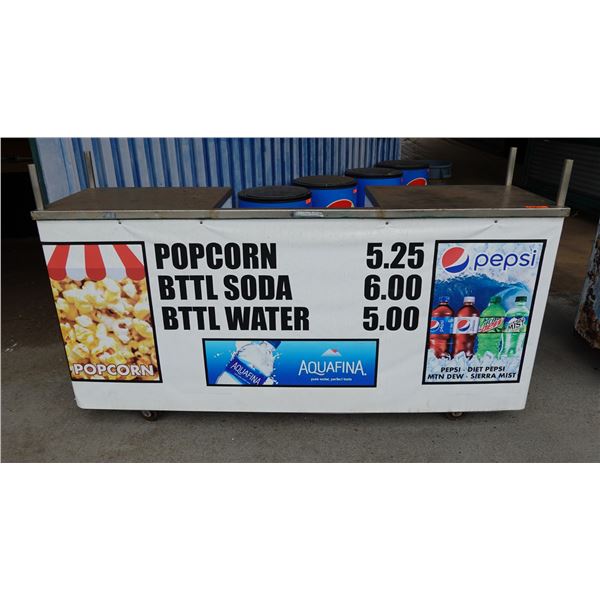 POPCORN 5.25
BTTL SODA 6.00
BTTL WATER 5.00
POPCORN
AQUAFINA
pure water, perfect taste
pepsi
PEPSI - DIET PEPSI
MTN DEW - SIERRA MIST